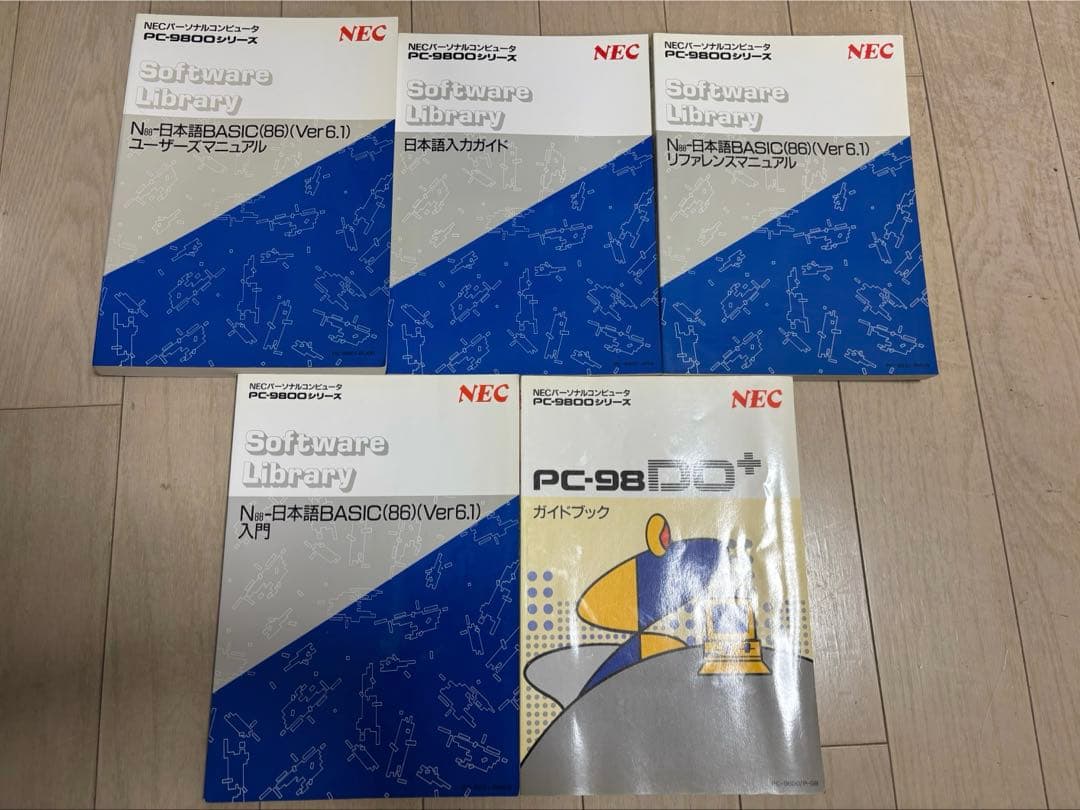 NECパーソナルコンピュータ
PC-9800シリーズ
NEC
Software
Library
N88-日本語BASIC(86)(Ver6.1)
ユーザーズマニュアル
NECパーソナルコンピュータ
PC-9800シリーズ
NEC
Software
Library
日本語入力ガイド
NECパーソナルコンピュータ
PC-9800シリーズ
NEC
Software
Library
N88-日本語BASIC(86)(Ver6.1)
リファレンスマニュアル
NECパーソナルコンピュータ
PC-9800シリーズ
NEC
Software
Library
N88-日本語BASIC(86)(Ver6.1)
入門
NECパーソナルコンピュータ
PC-9800シリーズ
NEC
PC-98DO+
ガイドブック